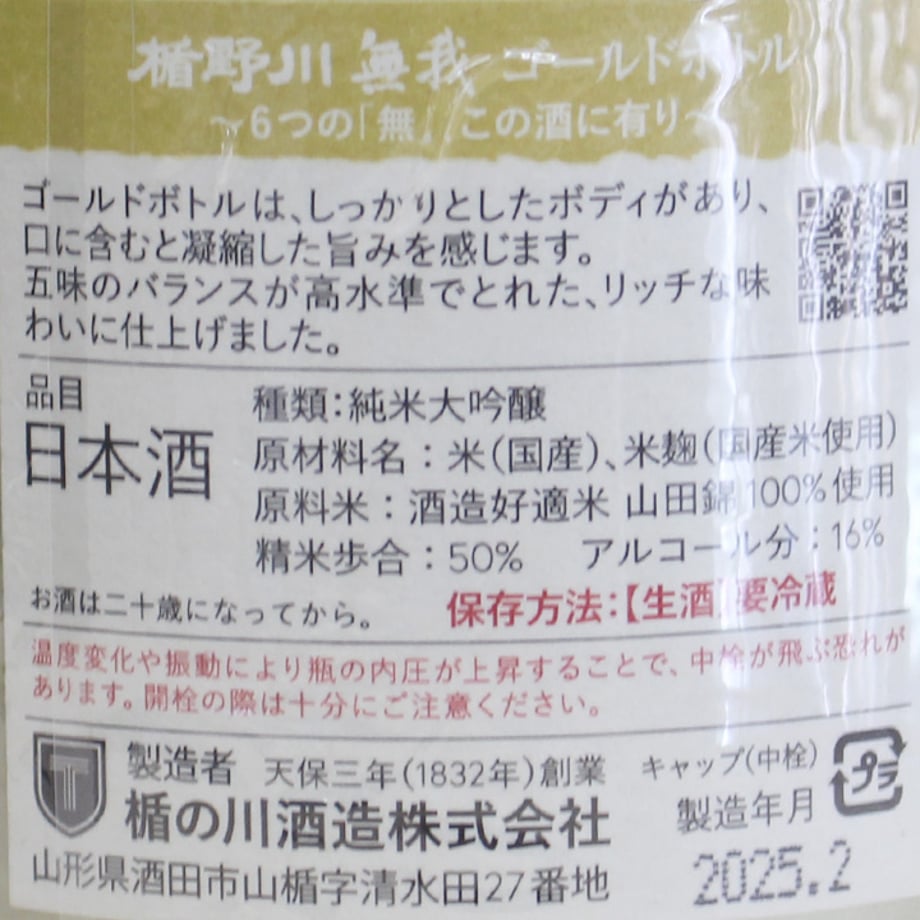 楯野川 無我 ゴールドボトル
～6つの「無」この酒に有り～
ゴールドボトルは、しっかりとしたボディがあり、
口に含むと凝縮した旨みを感じます。
五味のバランスが高水準でとれた、リッチな味
わいに仕上げました。
品目
日本酒
種類：純米大吟醸
原材料名：米（国産）、米麹（国産米使用）
原料米：酒造好適米 山田錦100%使用
精米歩合：50% アルコール分：16%
お酒は二十歳になってから。 保存方法：【生酒】要冷蔵
温度変化や振動により瓶の内圧が上昇することで、中栓が飛ぶ恐れが
あります。開栓の際は十分にご注意ください。
製造者 天保三年（1832年）創業
楯の川酒造株式会社
山形県酒田市山楯字清水田27番地
キャップ（中栓）
プラ
製造年月
2025.2